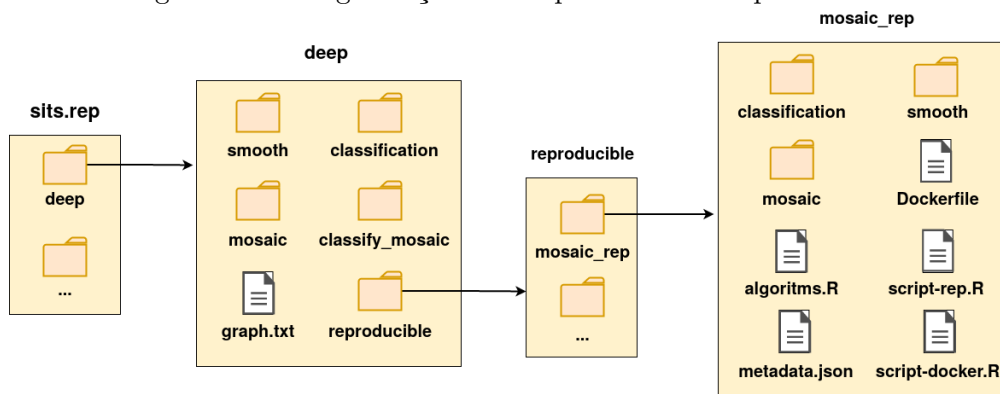 mosaic_rep
deep
classification
smooth
sits.rep
smooth
classification
reproducible
deep
mosaic
Dockerfile
mosaic
classify_mosaic
mosaic_rep
...
algoritms.R
script-rep.R
graph.txt
reproducible
...
metadata.json
script-docker.R